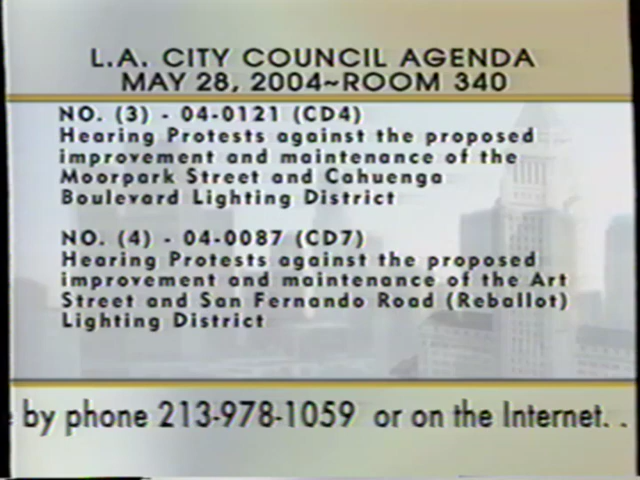 L.A. CITY COUNCIL AGENDA
MAY 28, 2004~ROOM 340
NO. (3) - 04-0121 (CD4)
Hearing Protests against the proposed
improvement and maintenance of the
Moorpark Street and Cahuenga
Boulevard Lighting District
NO. (4) - 04-0087 (CD7)
Hearing Protests against the proposed
improvement and maintenance of the Art
Street and San Fernando Road (Reballot)
Lighting District
by phone 213-978-1059 or on the Internet. .